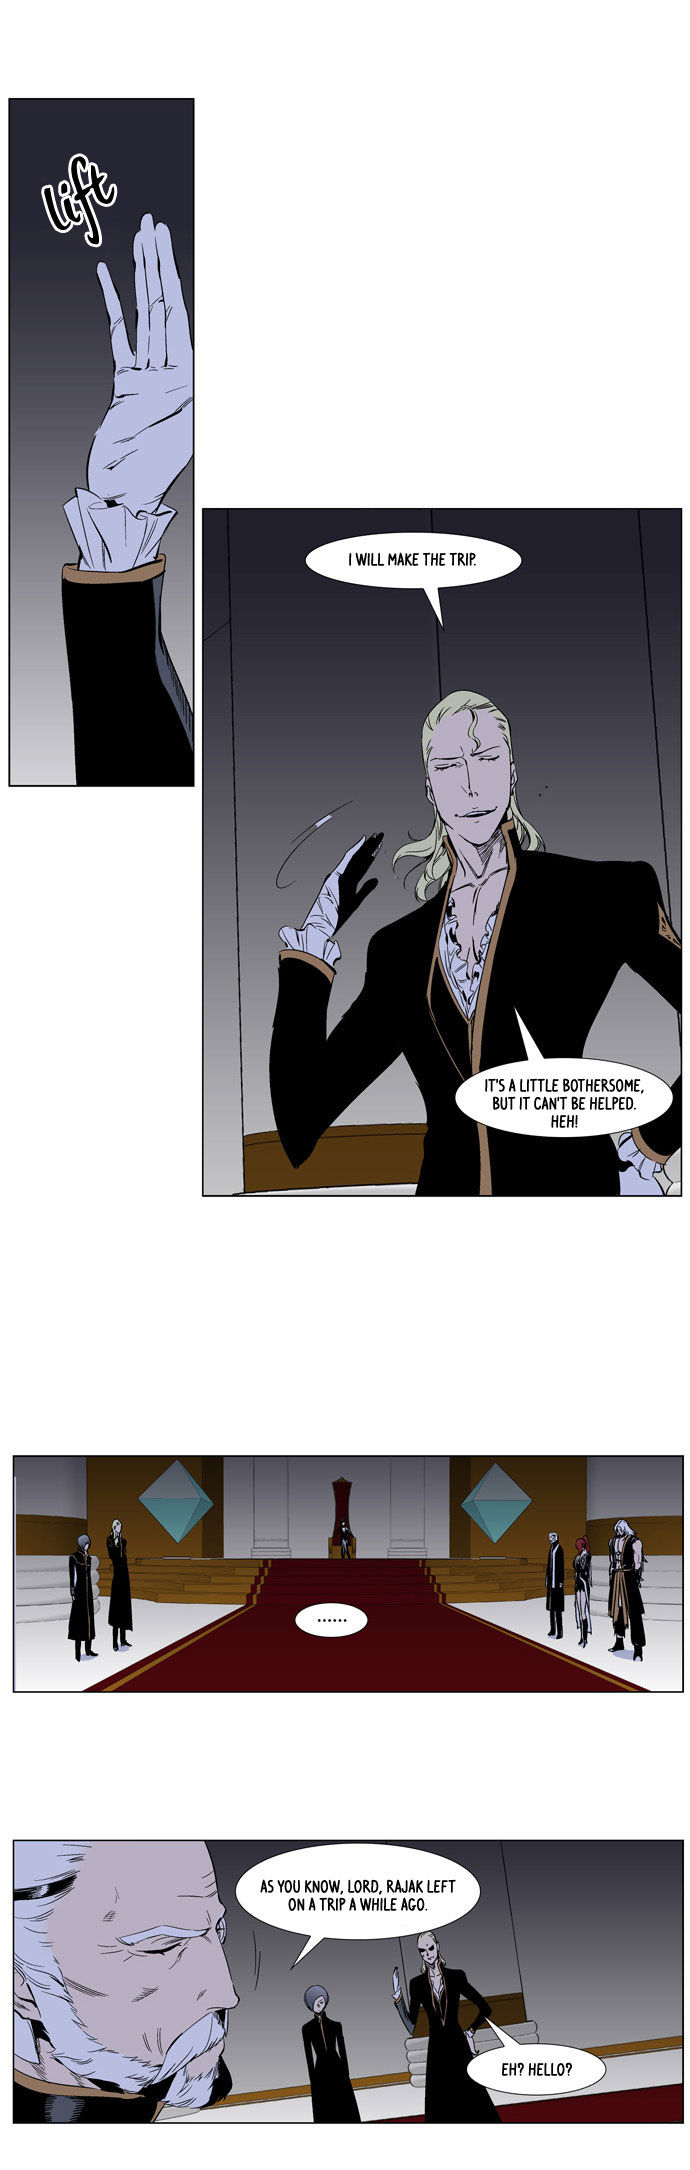 lift
I WILL MAKE THE TRIP.
IT'S A LITTLE BOTHERSOME,
BUT IT CAN'T BE HELPED.
HEH!
......
AS YOU KNOW, LORD, RAJAK LEFT
ON A TRIP A WHILE AGO.
EH? HELLO?